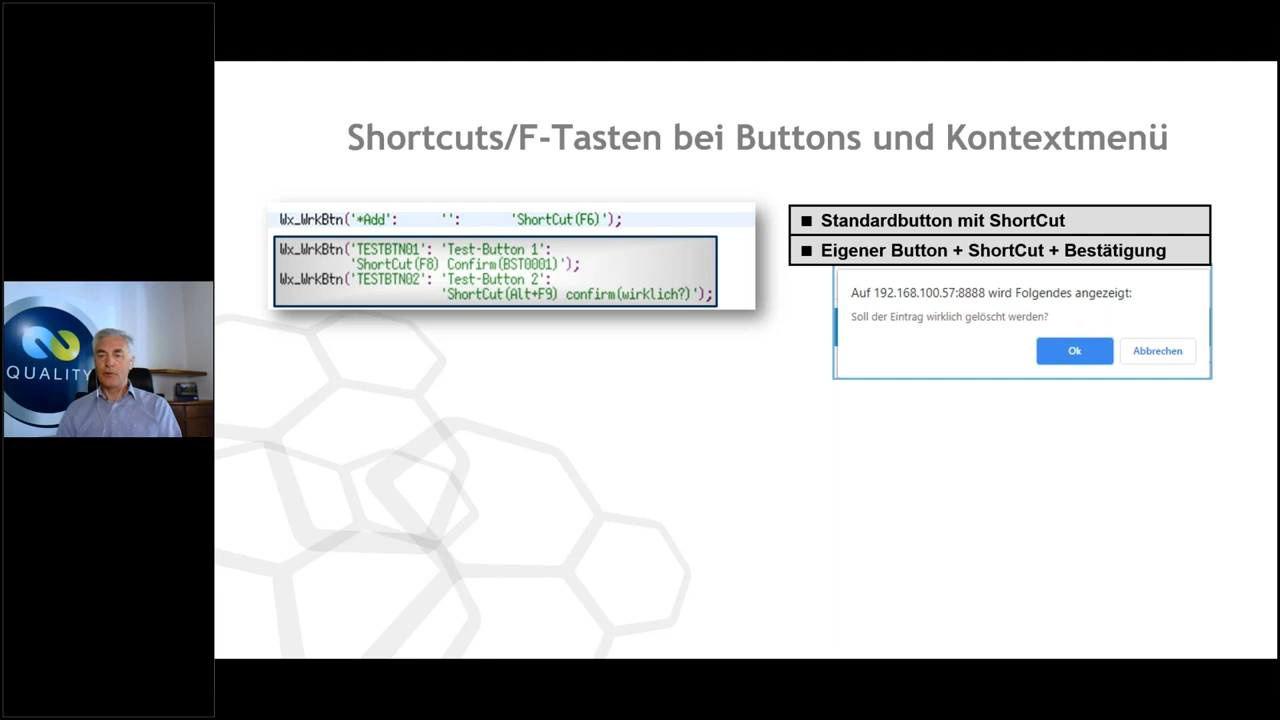 Shortcuts/F-Tasten bei Buttons und Kontextmenü
Wx_WrkBtn('*Add': '': 'ShortCut(F6)');
Wx_WrkBtn('TESTBTN01': 'Test-Button 1':
'ShortCut(F8) Confirm(BST0001)');
Wx_WrkBtn('TESTBTN02': 'Test-Button 2':
'ShortCut(Alt+F9) confirm(wirklich?)');
■ Standardbutton mit ShortCut
■ Eigener Button + ShortCut + Bestätigung
Auf 192.168.100.57:8888 wird Folgendes angezeigt:
Soll der Eintrag wirklich gelöscht werden?
Ok Abbrechen
QUALITY